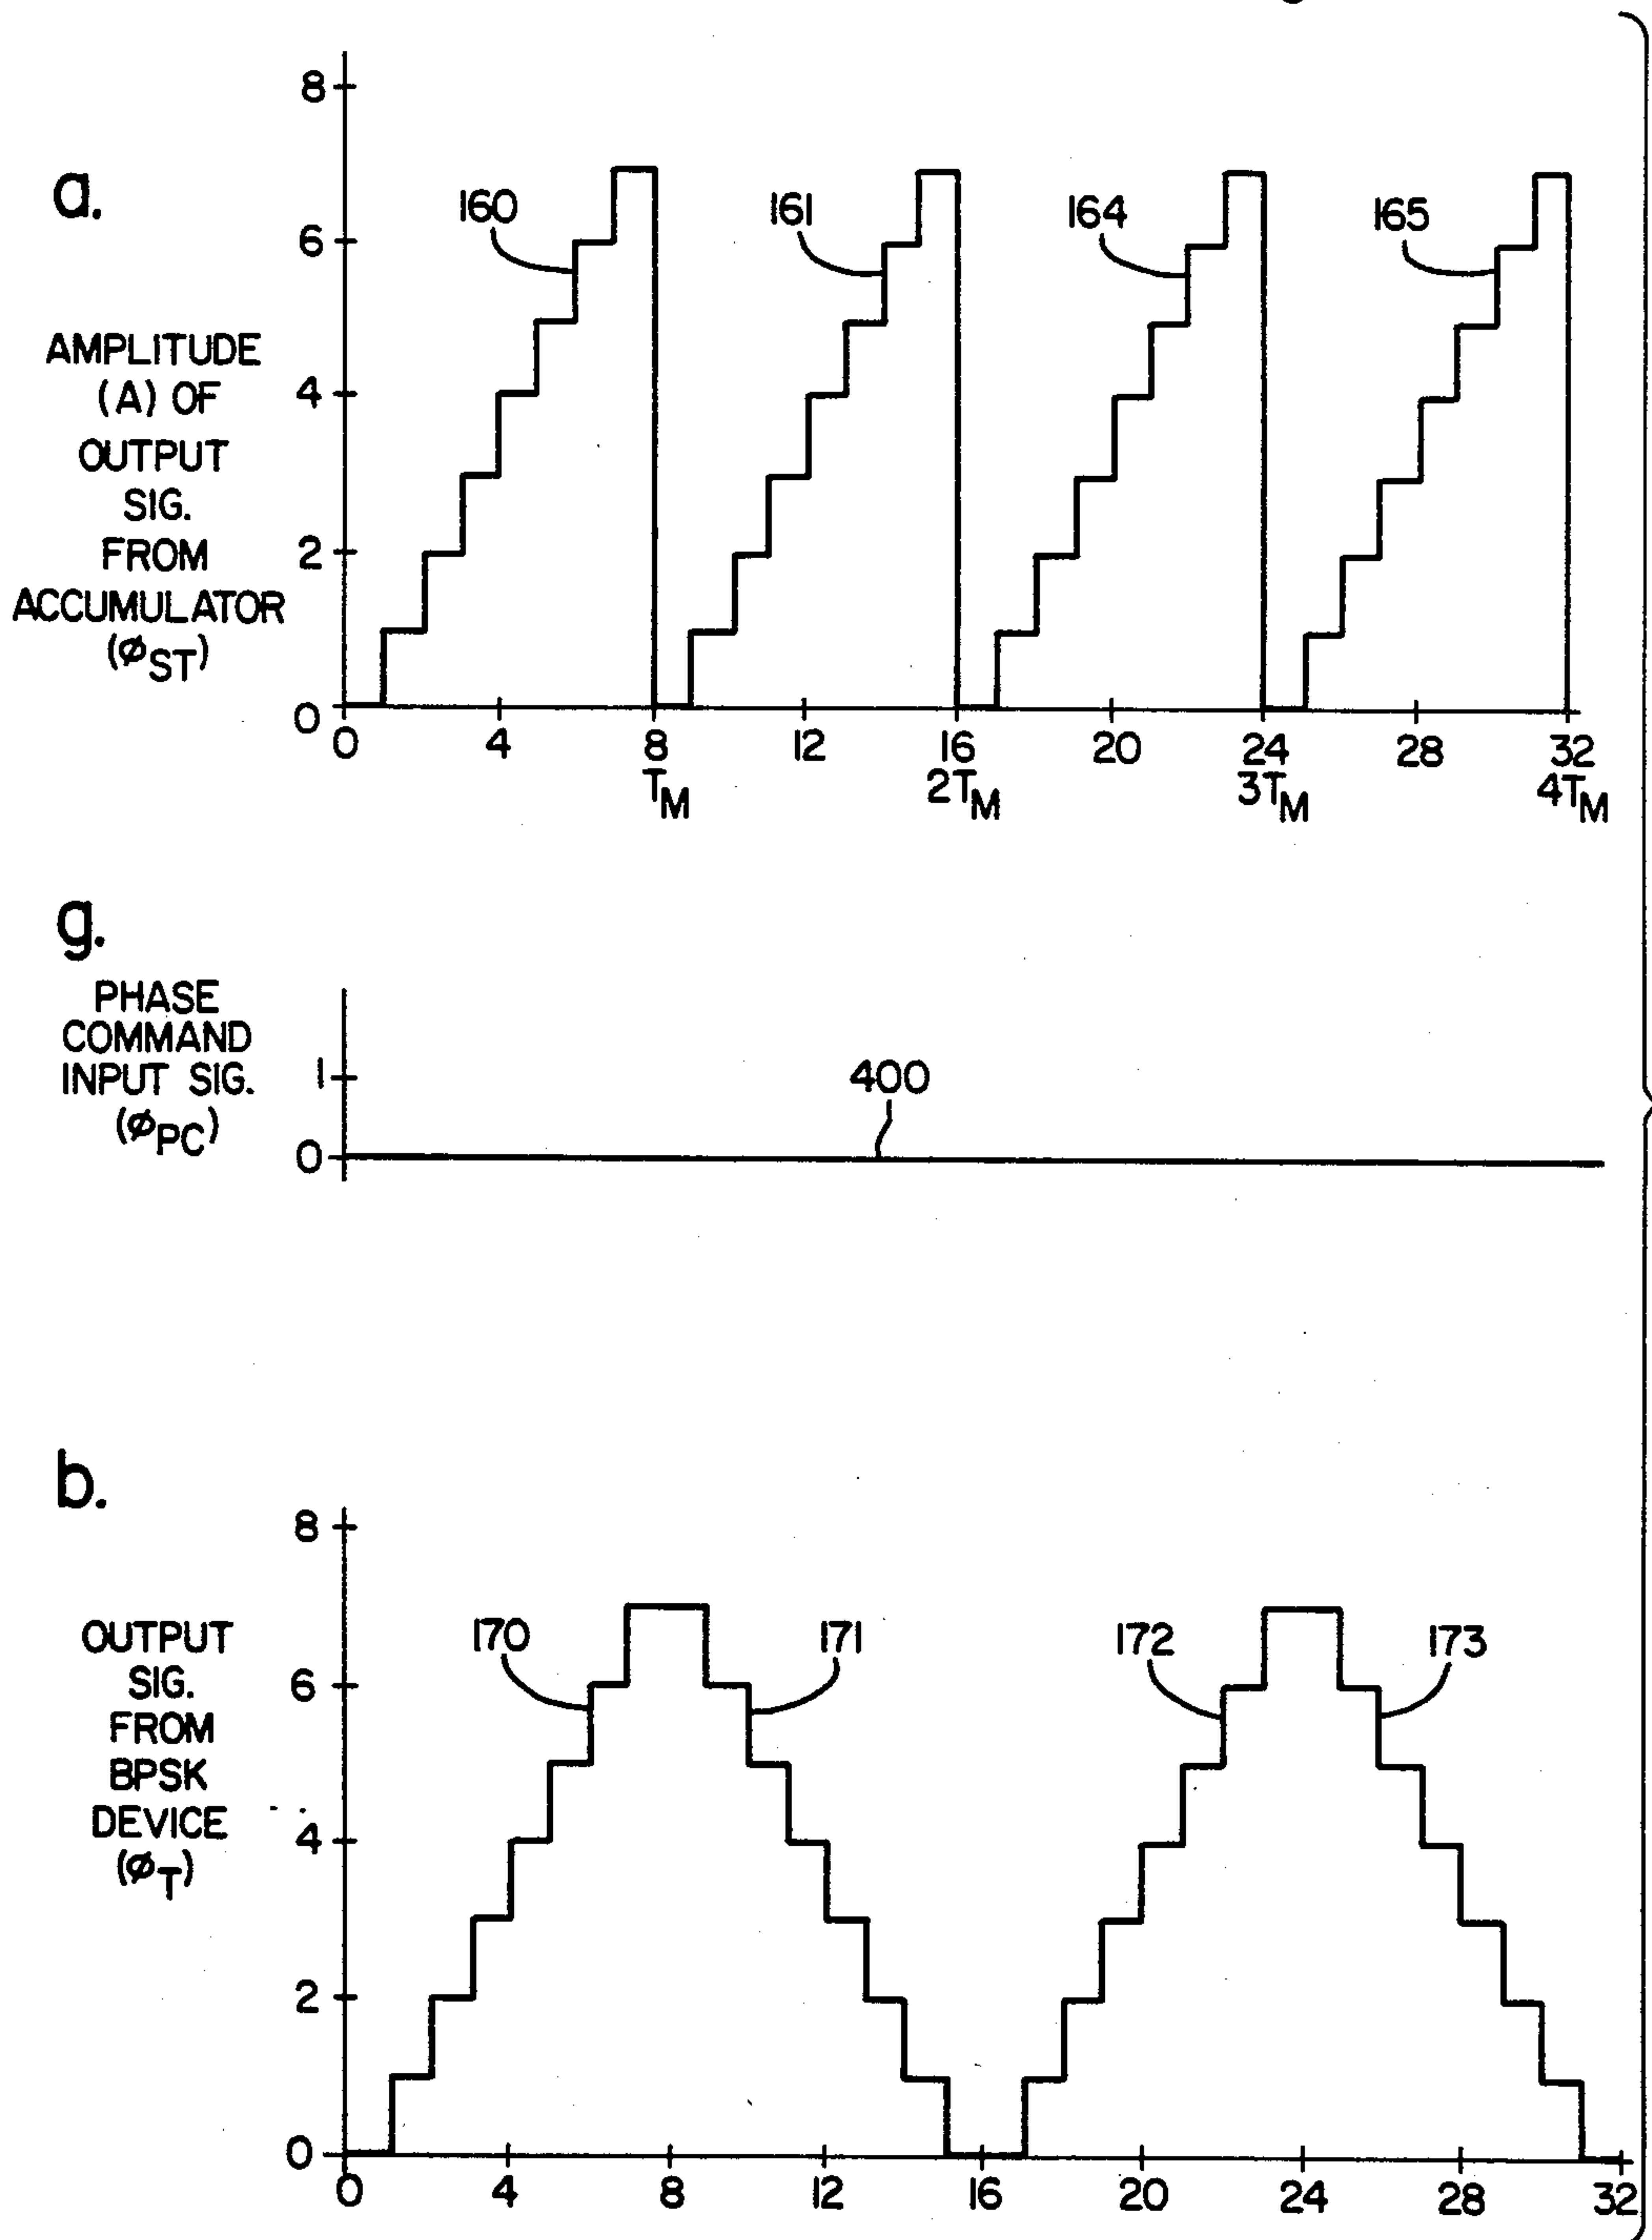 a.
AMPLITUDE
(A) OF
OUTPUT
SIG.
FROM
ACCUMULATOR
(ØST)
8
6
4
2
0
160
161
164
165
0 4 8 12 16 20 24 28 32
TM 2TM 3TM 4TM
g.
PHASE
COMMAND
INPUT SIG.
(ØPC)
1
0
400
b.
OUTPUT
SIG.
FROM
BPSK
DEVICE
(ØT)
8
6
4
2
0
170
171
172
173
0 4 8 12 16 20 24 28 32